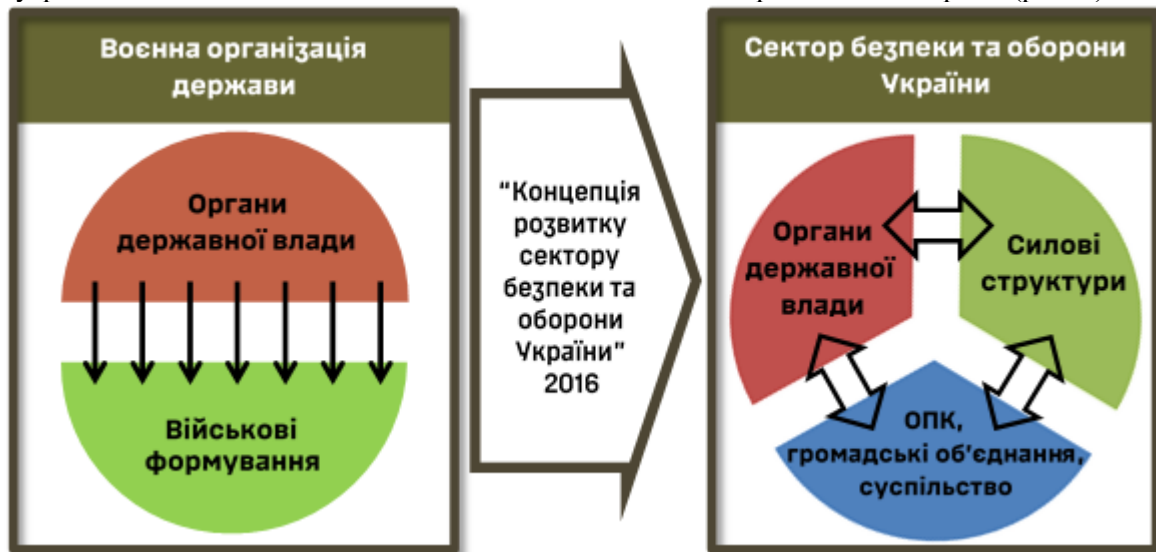 Воєнна організація
держави
Органи
державної влади
Військові
формування
“Концепція
розвитку
сектору
безпеки та
оборони
України”
2016
Сектор безпеки та оборони
України
Органи
державної
влади
Силові
структури
ОПК,
громадські об’єднання,
суспільство